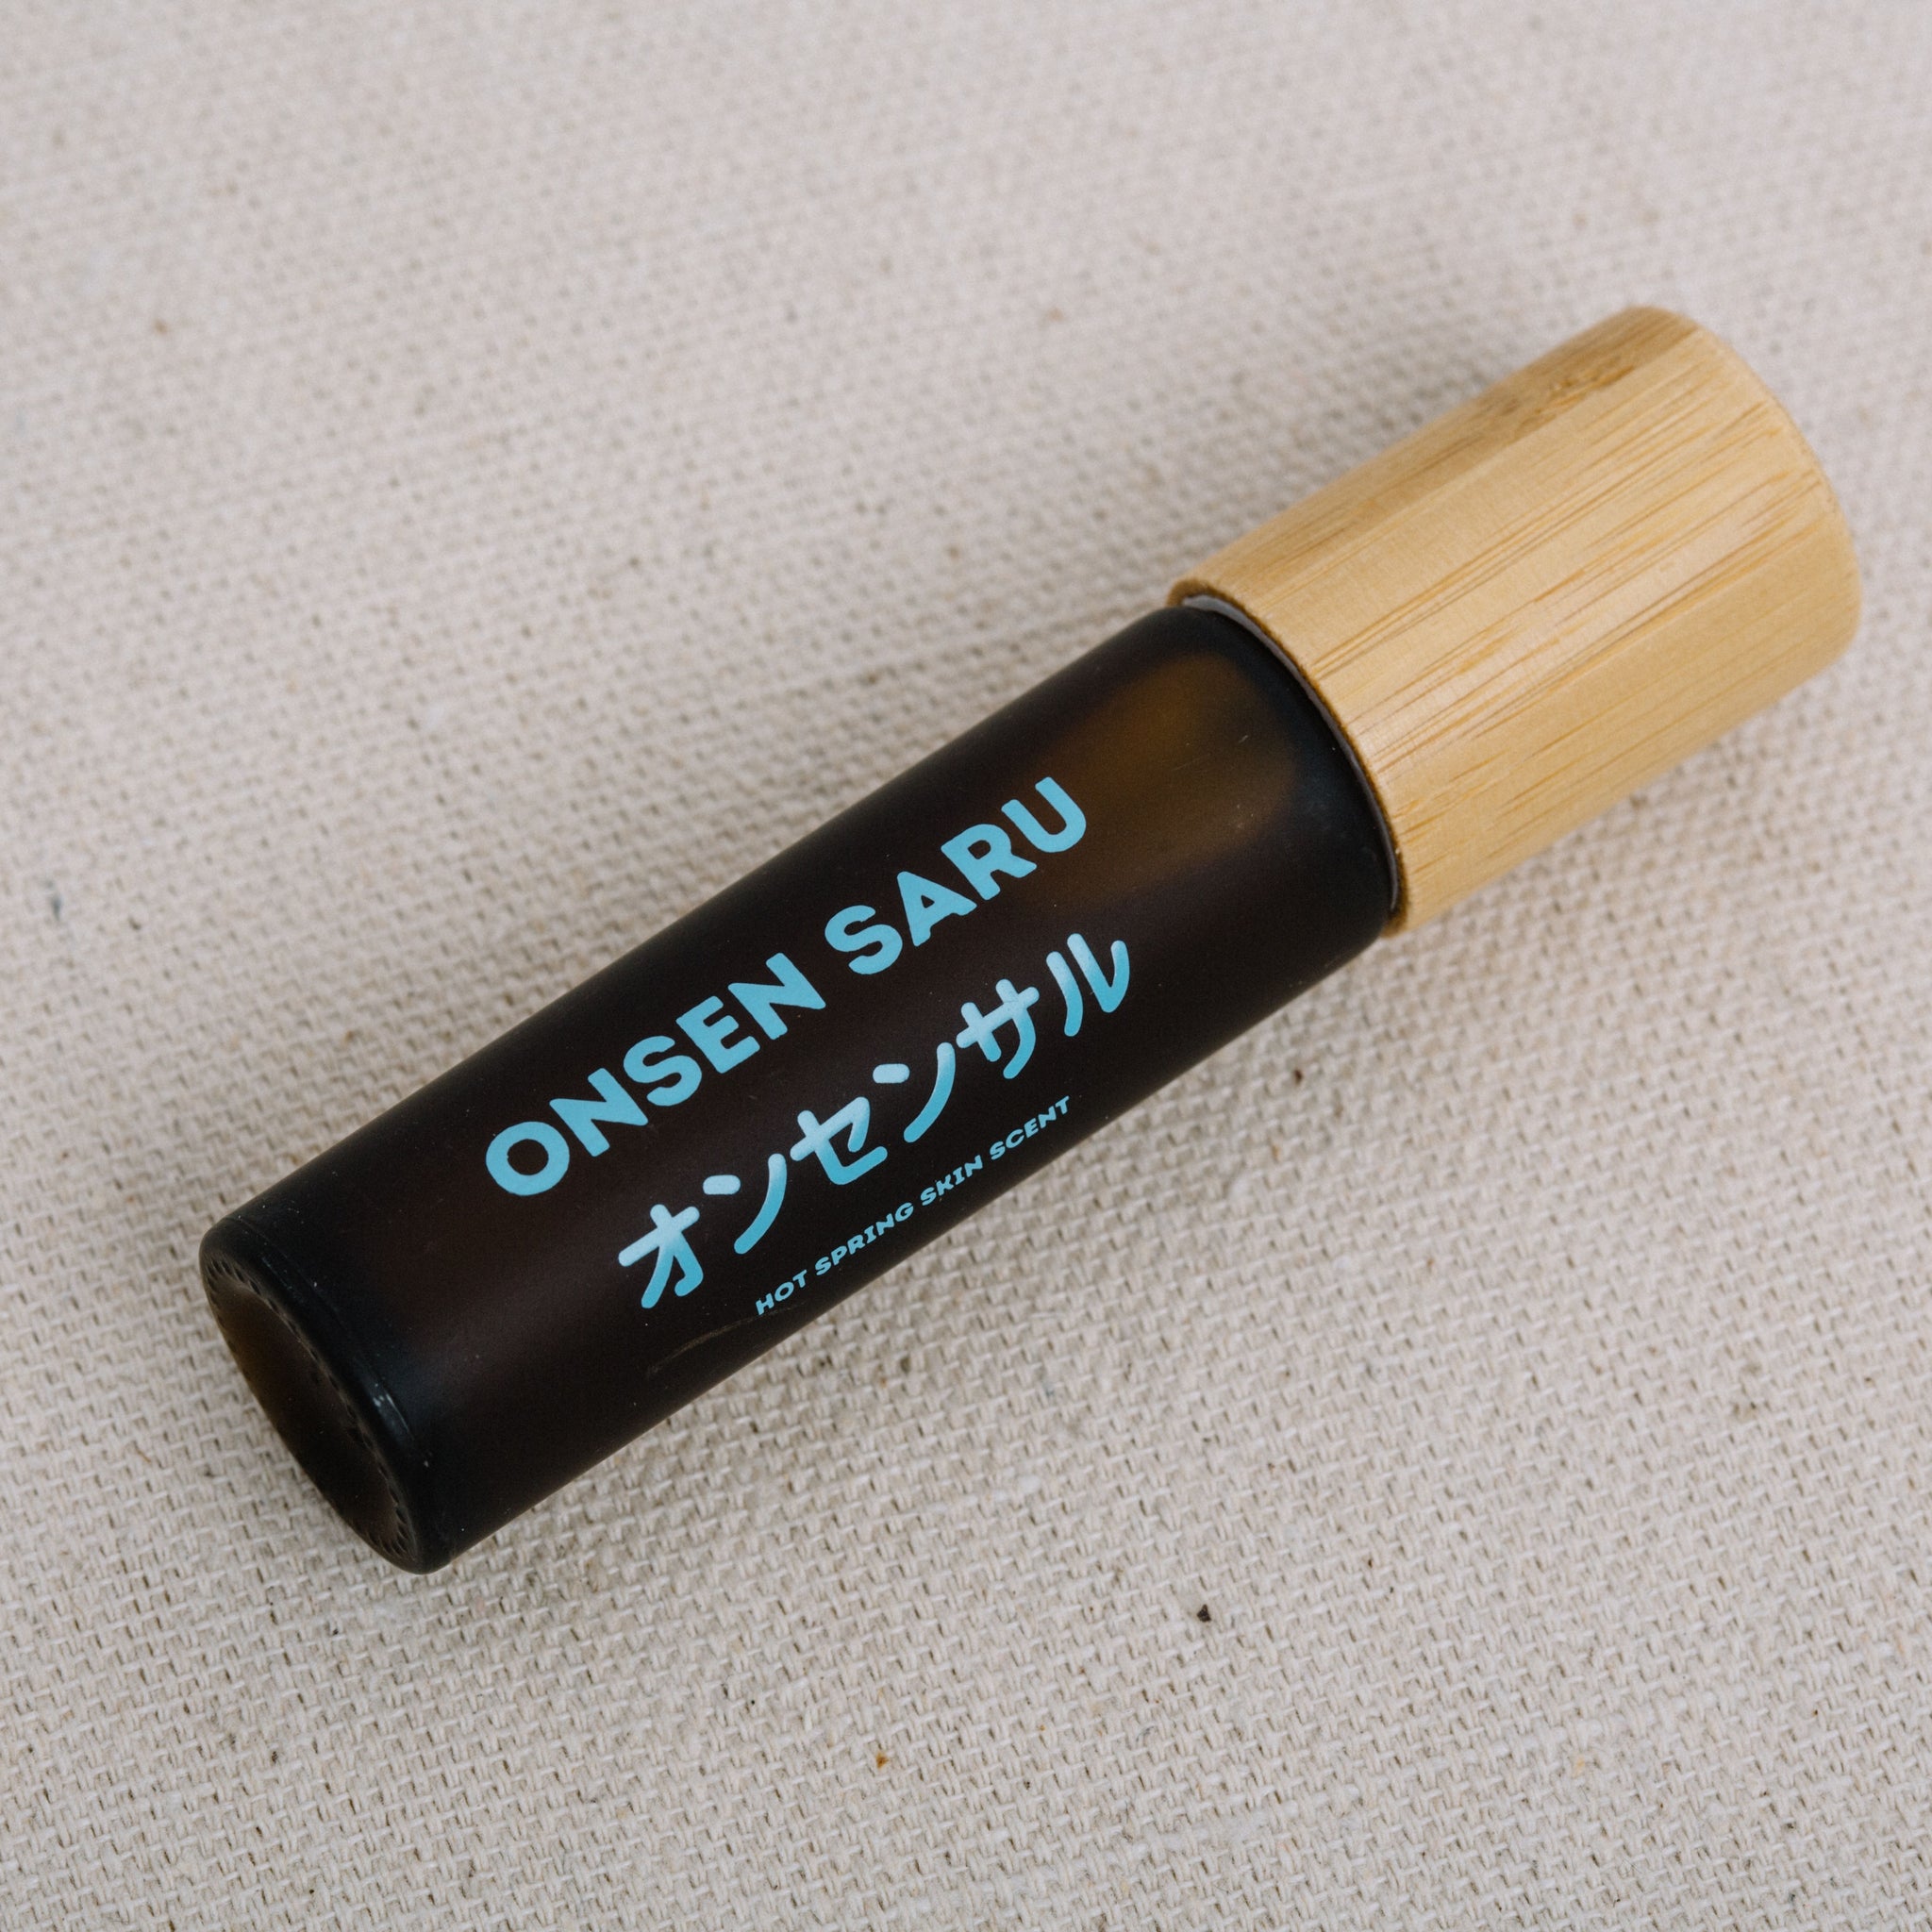 ONSEN SARU
オンセンサル
HOT SPRING SKIN SCENT